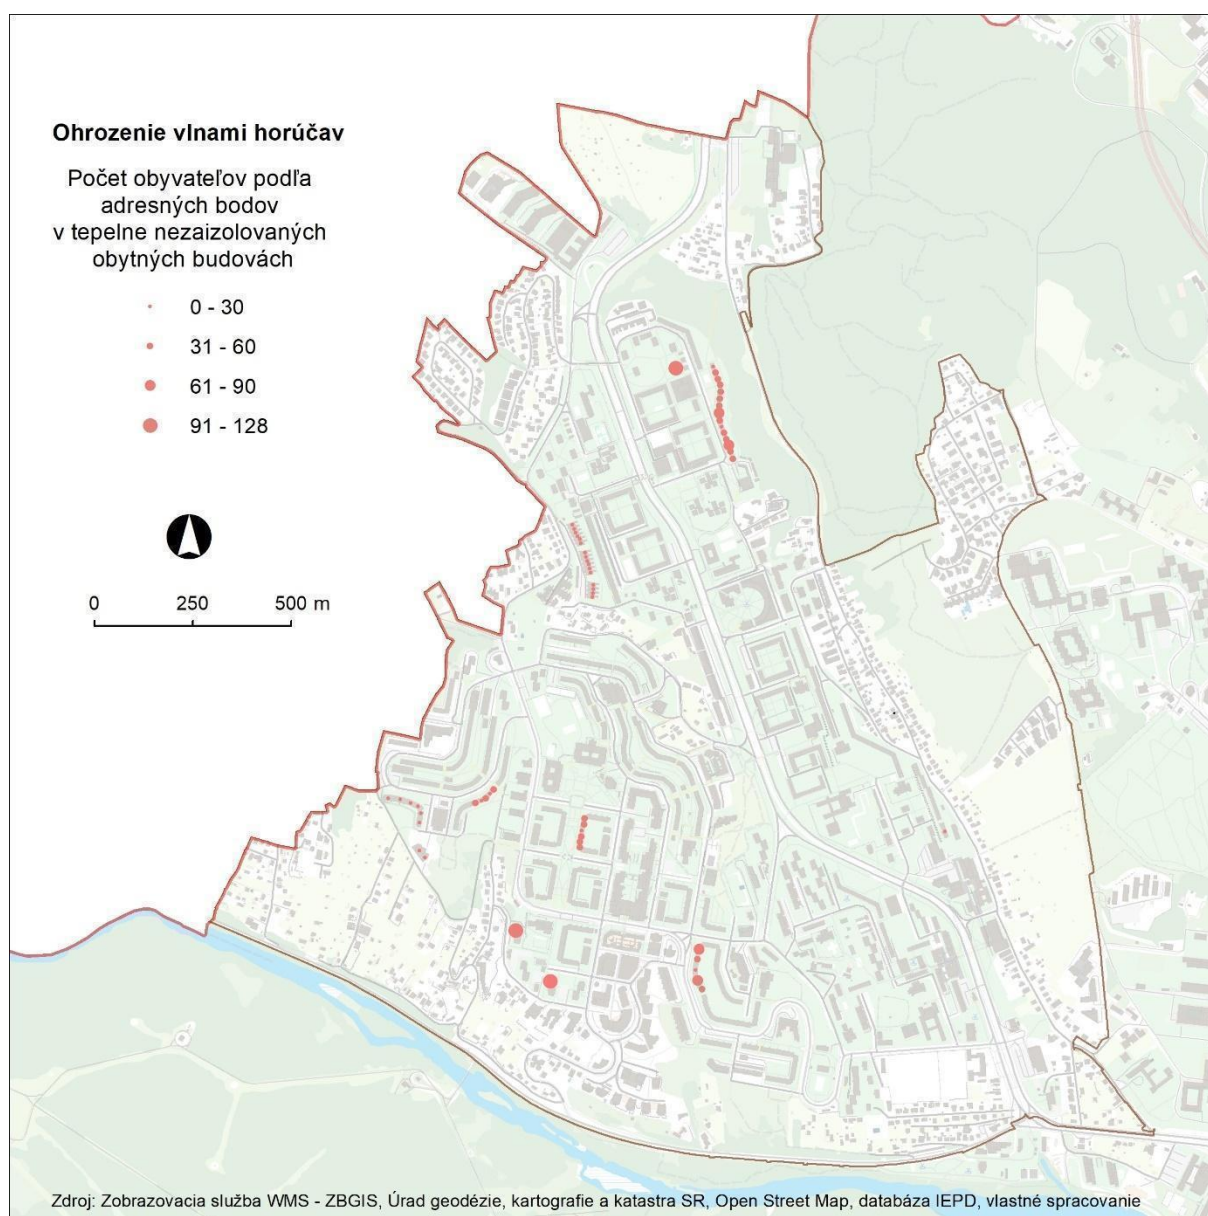 Ohrozenie vlnami horúčav
Počet obyvateľov podľa
adresných bodov
v tepelne nezaizolovaných
obytných budovách
0 - 30
31 - 60
61 - 90
91 - 128
0 250 500 m
Zdroj: Zobrazovacia služba WMS - ZBGIS, Úrad geodézie, kartografie a katastra SR, Open Street Map, databáza IEPD, vlastné spracovanie